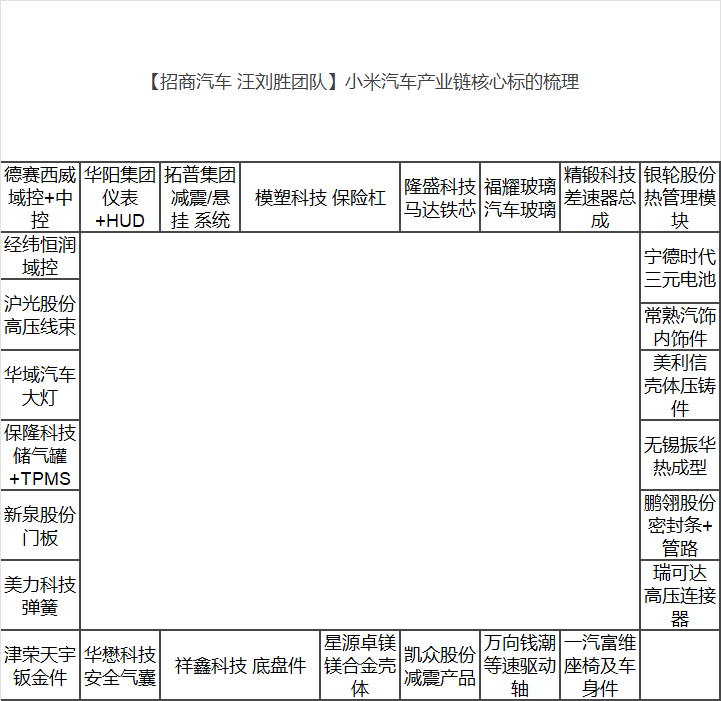 【招商汽车 汪刘胜团队】小米汽车产业链核心标的梳理
德赛西威
域控+中
控
华阳集团
仪表
+HUD
拓普集团
减震/悬
挂 系统
模塑科技 保险杠
隆盛科技
马达铁芯
福耀玻璃
汽车玻璃
精锻科技
差速器总
成
银轮股份
热管理模
块
经纬恒润
域控
宁德时代
三元电池
沪光股份
高压线束
常熟汽饰
内饰件
华域汽车
大灯
美利信
壳体压铸
件
保隆科技
储气罐
+TPMS
无锡振华
热成型
新泉股份
门板
鹏翎股份
密封条+
管路
美力科技
弹簧
瑞可达
高压连接
器
津荣天宇
钣金件
华懋科技
安全气囊
祥鑫科技 底盘件
星源卓镁
镁合金壳
体
凯众股份
减震产品
万向钱潮
等速驱动
轴
一汽富维
座椅及车
身件